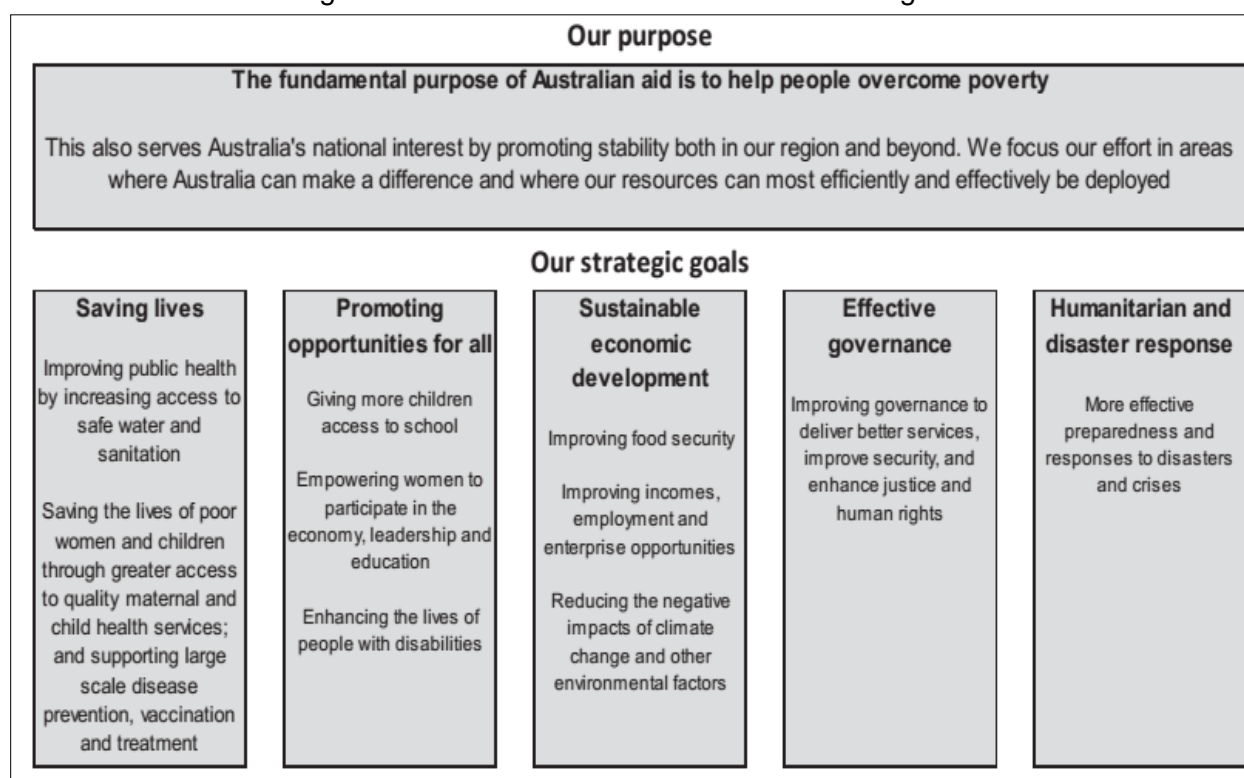 Our purpose
The fundamental purpose of Australian aid is to help people overcome poverty
This also serves Australia's national interest by promoting stability both in our region and beyond. We focus our effort in areas
where Australia can make a difference and where our resources can most efficiently and effectively be deployed
Our strategic goals
Saving lives
Improving public health
by increasing access to
safe water and
sanitation
Saving the lives of poor
women and children
through greater access
to quality maternal and
child health services;
and supporting large
scale disease
prevention, vaccination
and treatment
Promoting
opportunities for all
Giving more children
access to school
Empowering women to
participate in the
economy, leadership and
education
Enhancing the lives of
people with disabilities
Sustainable
economic
development
Improving food security
Improving incomes,
employment and
enterprise opportunities
Reducing the negative
impacts of climate
change and other
environmental factors
Effective
governance
Improving governance to
deliver better services,
improve security, and
enhance justice and
human rights
Humanitarian and
disaster response
More effective
preparedness and
responses to disasters
and crises